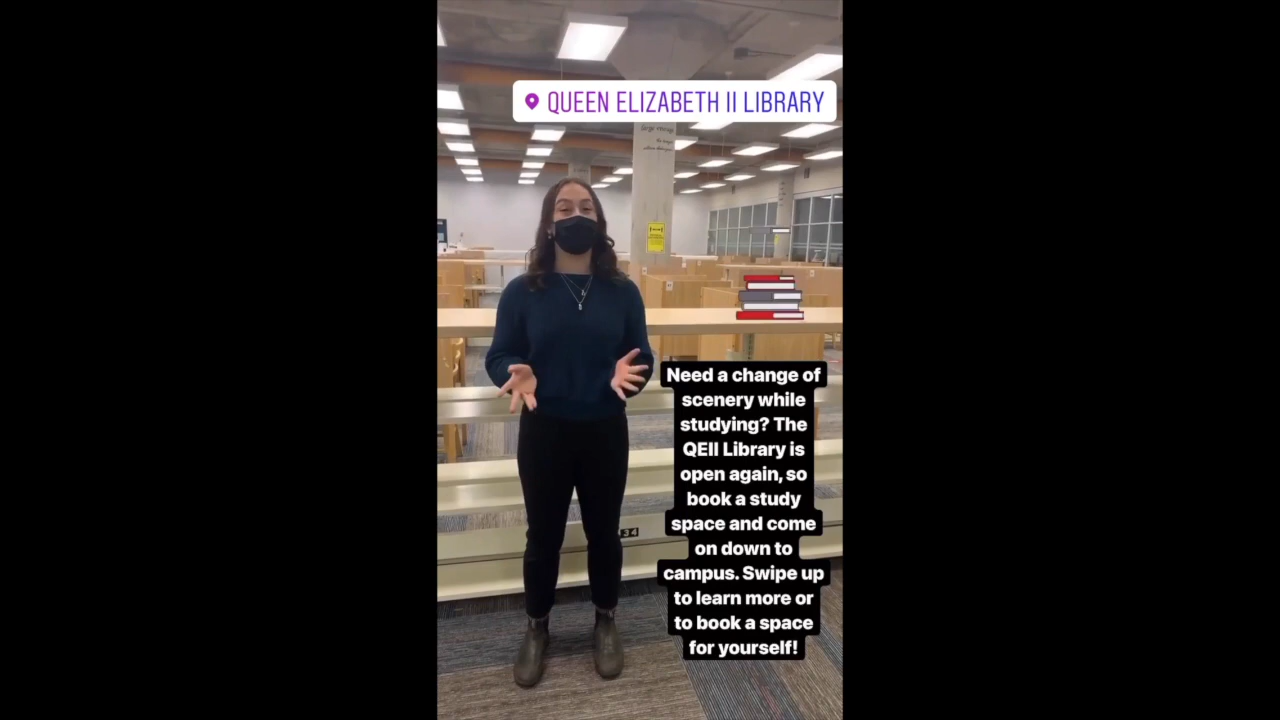 QUEEN ELIZABETH II LIBRARY
Need a change of
scenery while
studying? The
QEII Library is
open again, so
book a study
space and come
on down to
campus. Swipe up
to learn more or
to book a space
for yourself!
34